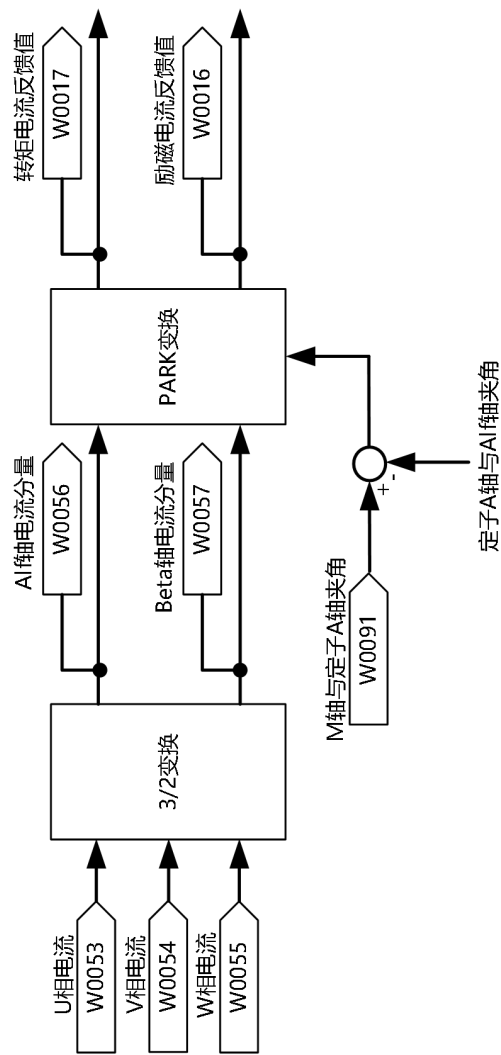 U相电流
W0053
V相电流
W0054
W相电流
W0055
3/2变换
Alf轴电流分量
W0056
Beta轴电流分量
W0057
M轴与定子A轴夹角
W0091
+
-
定子A轴与Alf轴夹角
PARK变换
转矩电流反馈值
W0017
励磁电流反馈值
W0016